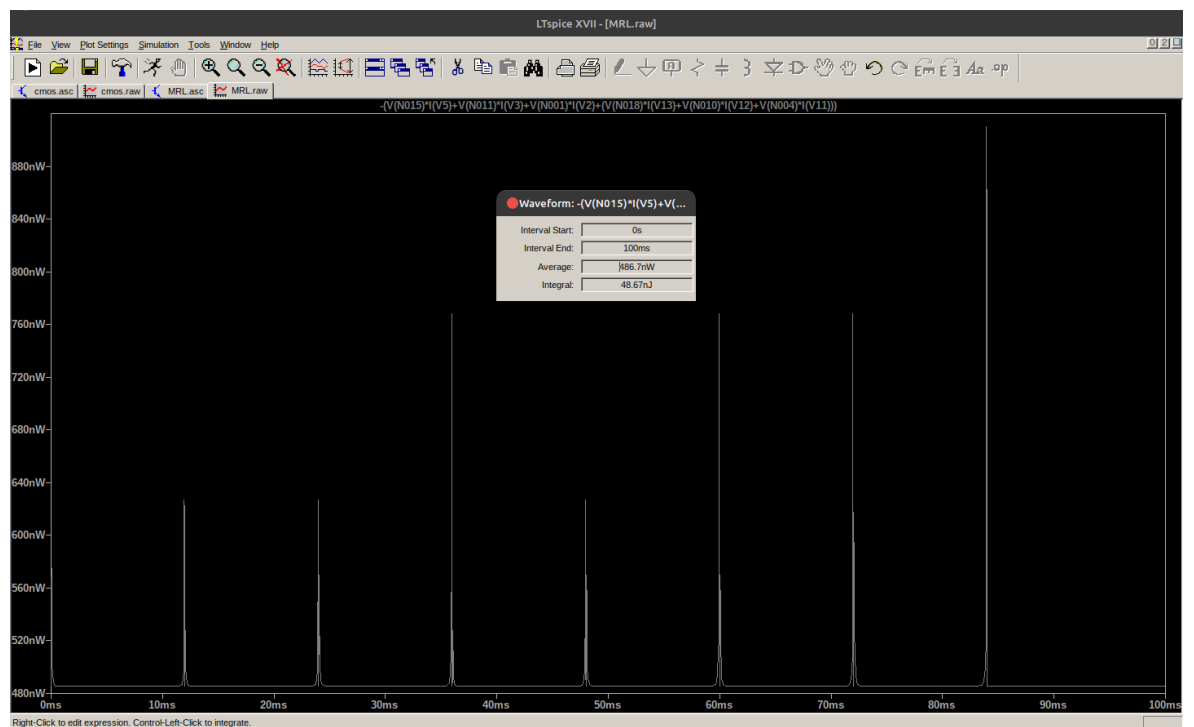 LTspice XVII - [MRL.raw]
File View Plot Settings Simulation Tools Window Help
cmos.asc cmos.raw MRL.asc MRL.raw
-(V(N015)*I(V5)+V(N011)*I(V3)+V(N001)*I(V2)+(V(N018)*I(V13)+V(N010)*I(V12)+V(N004)*I(V11)))
880nW
840nW
800nW
760nW
720nW
680nW
640nW
600nW
560nW
520nW
480nW
Waveform: -(V(N015)*I(V5)+V(...
Interval Start: 0s
Interval End: 100ms
Average: 486.7nW
Integral: 48.67nJ
0ms 10ms 20ms 30ms 40ms 50ms 60ms 70ms 80ms 90ms 100ms
Right-Click to edit expression. Control-Left-Click to integrate.